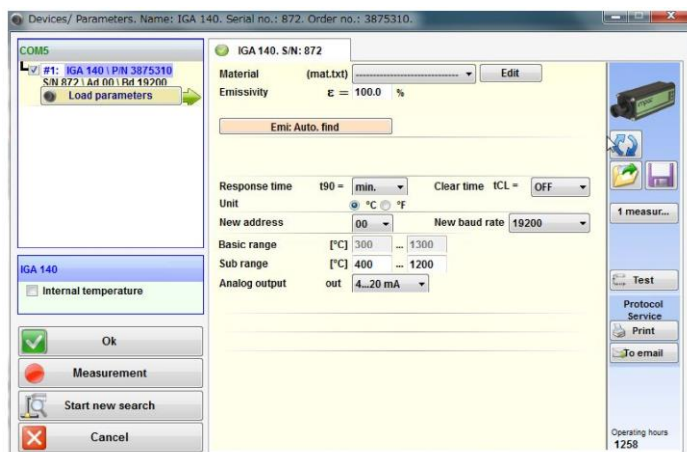 Devices/ Parameters. Name: IGA 140. Serial no.: 872. Order no.: 3875310.
COM5
#1: IGA 140 \ P/N 3875310
S/N 872 \ Ad 00 \ Bd 19200
Load parameters
IGA 140
Internal temperature
Ok
Measurement
Start new search
Cancel
IGA 140. S/N: 872
Material (mat.txt) ------------------------------ Edit
Emissivity ε = 100.0 %
Emi: Auto. find
Response time t90 = min. Clear time tCL = OFF
Unit °C °F
New address 00 New baud rate 19200
Basic range [°C] 300 ... 1300
Sub range [°C] 400 ... 1200
Analog output out 4...20 mA
impac
1 measur...
Test
Protocol
Service
Print
To email
Operating hours
1258